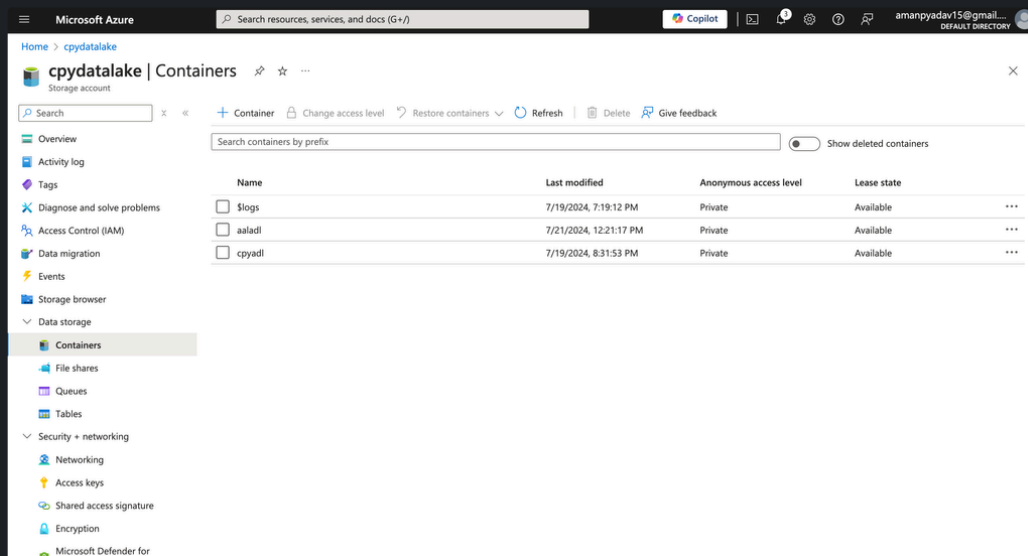 Microsoft Azure
Search resources, services, and docs (G+/)
Copilot
3
amanpyadav15@gmail....
DEFAULT DIRECTORY
Home > cpydatalake
cpydatalake | Containers
Storage account
Search
Container
Change access level
Restore containers
Refresh
Delete
Give feedback
Search containers by prefix
Show deleted containers
Overview
Activity log
Tags
Diagnose and solve problems
Access Control (IAM)
Data migration
Events
Storage browser
Data storage
Containers
File shares
Queues
Tables
Security + networking
Networking
Access keys
Shared access signature
Encryption
Microsoft Defender for
Name Last modified Anonymous access level Lease state
$logs 7/19/2024, 7:19:12 PM Private Available
aaladl 7/21/2024, 12:21:17 PM Private Available
cpyadl 7/19/2024, 8:31:53 PM Private Available